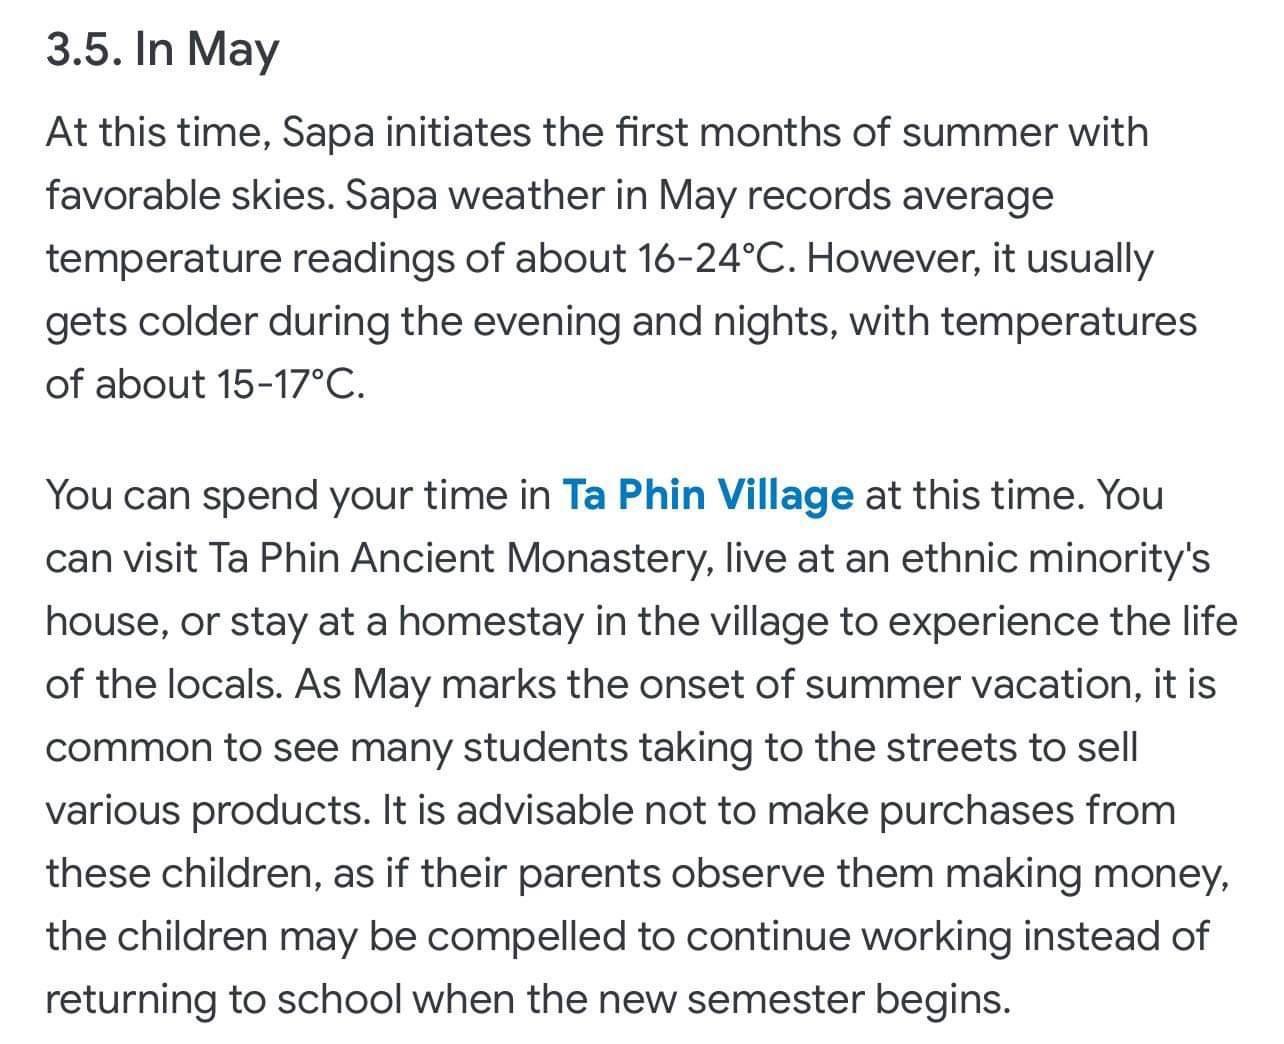 3.5. In May
At this time, Sapa initiates the first months of summer with
favorable skies. Sapa weather in May records average
temperature readings of about 16-24°C. However, it usually
gets colder during the evening and nights, with temperatures
of about 15-17°C.
You can spend your time in Ta Phin Village at this time. You
can visit Ta Phin Ancient Monastery, live at an ethnic minority's
house, or stay at a homestay in the village to experience the life
of the locals. As May marks the onset of summer vacation, it is
common to see many students taking to the streets to sell
various products. It is advisable not to make purchases from
these children, as if their parents observe them making money,
the children may be compelled to continue working instead of
returning to school when the new semester begins.